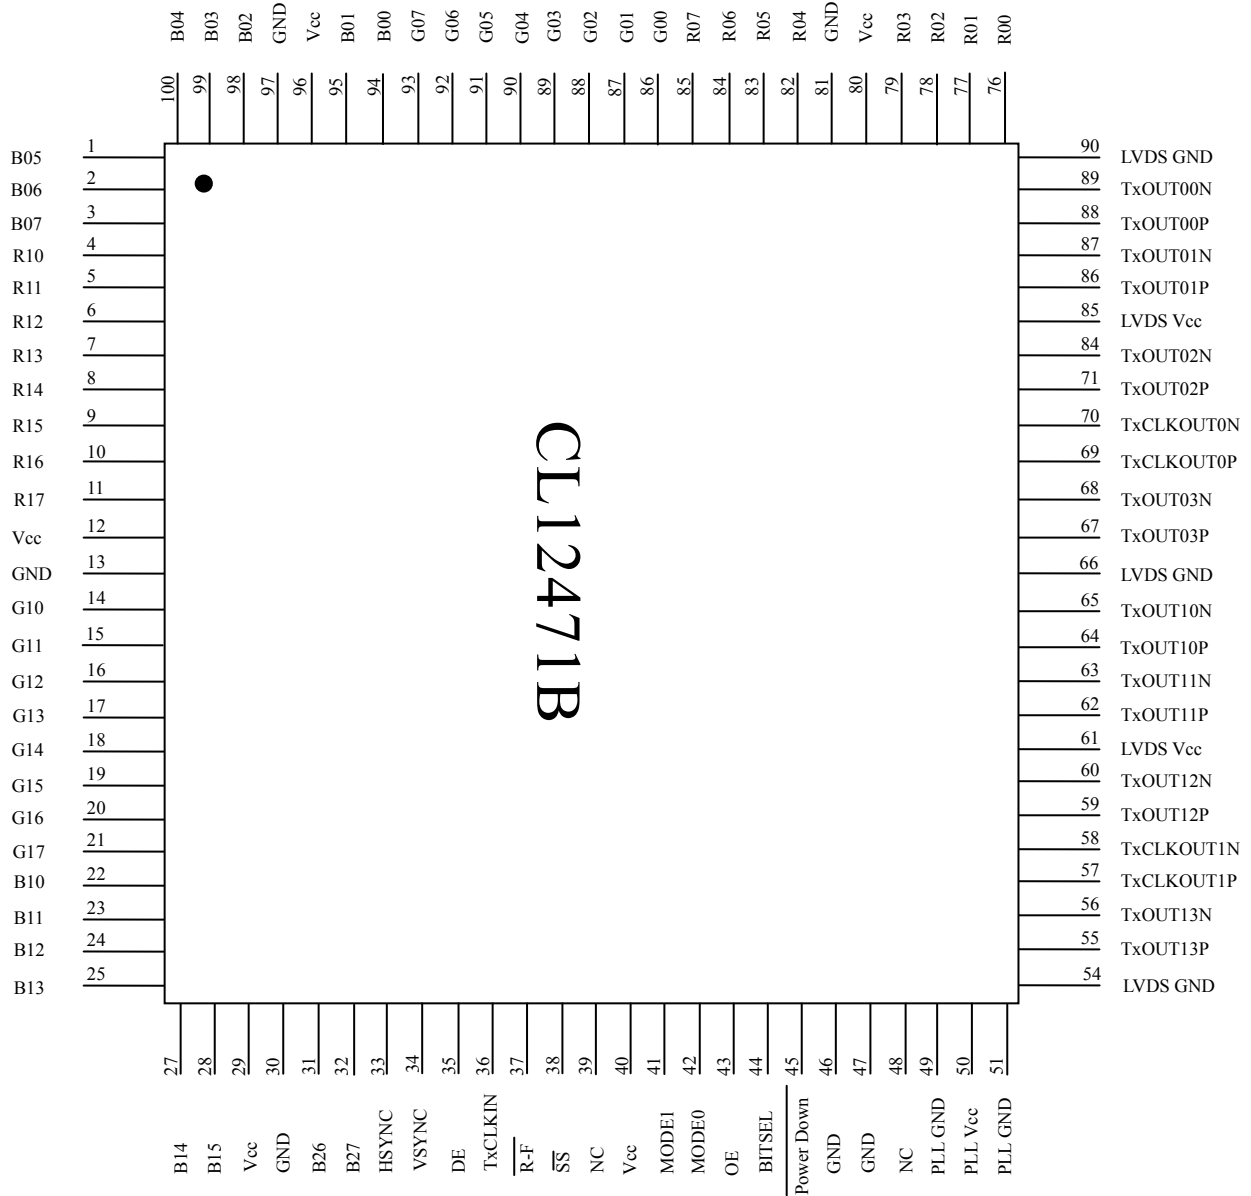 B04 B03 B02 GND Vcc B01 B00 G07 G06 G05 G04 G03 G02 G01 G00 R07 R06 R05 R04 GND Vcc R03 R02 R01 R00
100 99 98 97 96 95 94 93 92 91 90 89 88 87 86 85 84 83 82 81 80 79 78 77 76
B05 1 90 LVDS GND
B06 2 89 TxOUT00N
B07 3 88 TxOUT00P
R10 4 87 TxOUT01N
R11 5 86 TxOUT01P
R12 6 85 LVDS Vcc
R13 7 84 TxOUT02N
R14 8 71 TxOUT02P
R15 9 70 TxCLKOUT0N
R16 10 69 TxCLKOUT0P
R17 11 68 TxOUT03N
Vcc 12 67 TxOUT03P
GND 13 66 LVDS GND
G10 14 65 TxOUT10N
G11 15 64 TxOUT10P
G12 16 63 TxOUT11N
G13 17 62 TxOUT11P
G14 18 61 LVDS Vcc
G15 19 60 TxOUT12N
G16 20 59 TxOUT12P
G17 21 58 TxCLKOUT1N
B10 22 57 TxCLKOUT1P
B11 23 56 TxOUT13N
B12 24 55 TxOUT13P
B13 25 54 LVDS GND
CL12471B
27 28 29 30 31 32 33 34 35 36 37 38 39 40 41 42 43 44 45 46 47 48 49 50 51
B14 B15 Vcc GND B26 B27 HSYNC VSYNC DE TxCLKIN R-F SS NC Vcc MODE1 MODE0 OE BITSEL Power Down GND GND NC PLL GND PLL Vcc PLL GND